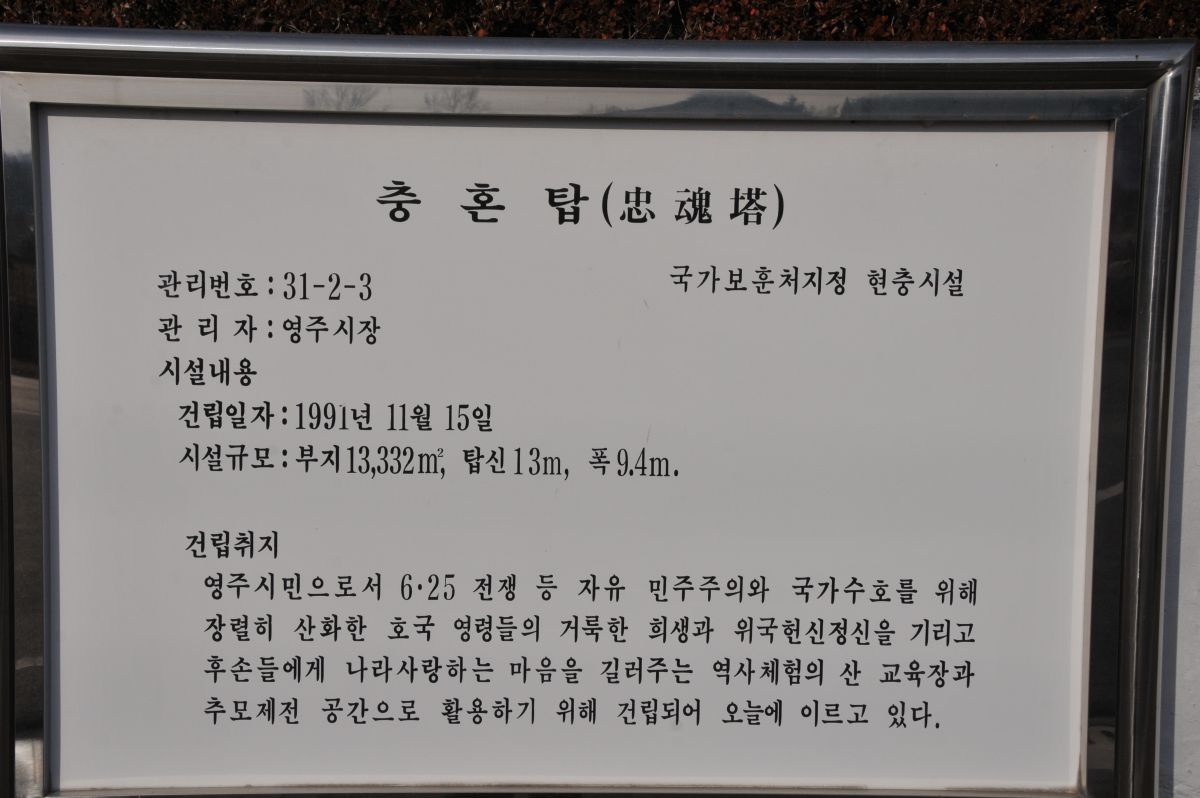 충 혼 탑 (忠 魂 塔)
관리번호 : 31-2-3 국가보훈처지정 현충시설
관 리 자 : 영주시장
시설내용
건립일자 : 1991년 11월 15일
시설규모 : 부지 13,332㎡, 탑신 13m, 폭 9.4m.
건립취지
영주시민으로서 6·25 전쟁 등 자유 민주주의와 국가수호를 위해
장렬히 산화한 호국 영령들의 거룩한 희생과 위국헌신정신을 기리고
후손들에게 나라사랑하는 마음을 길러주는 역사체험의 산 교육장과
추모제전 공간으로 활용하기 위해 건립되어 오늘에 이르고 있다.